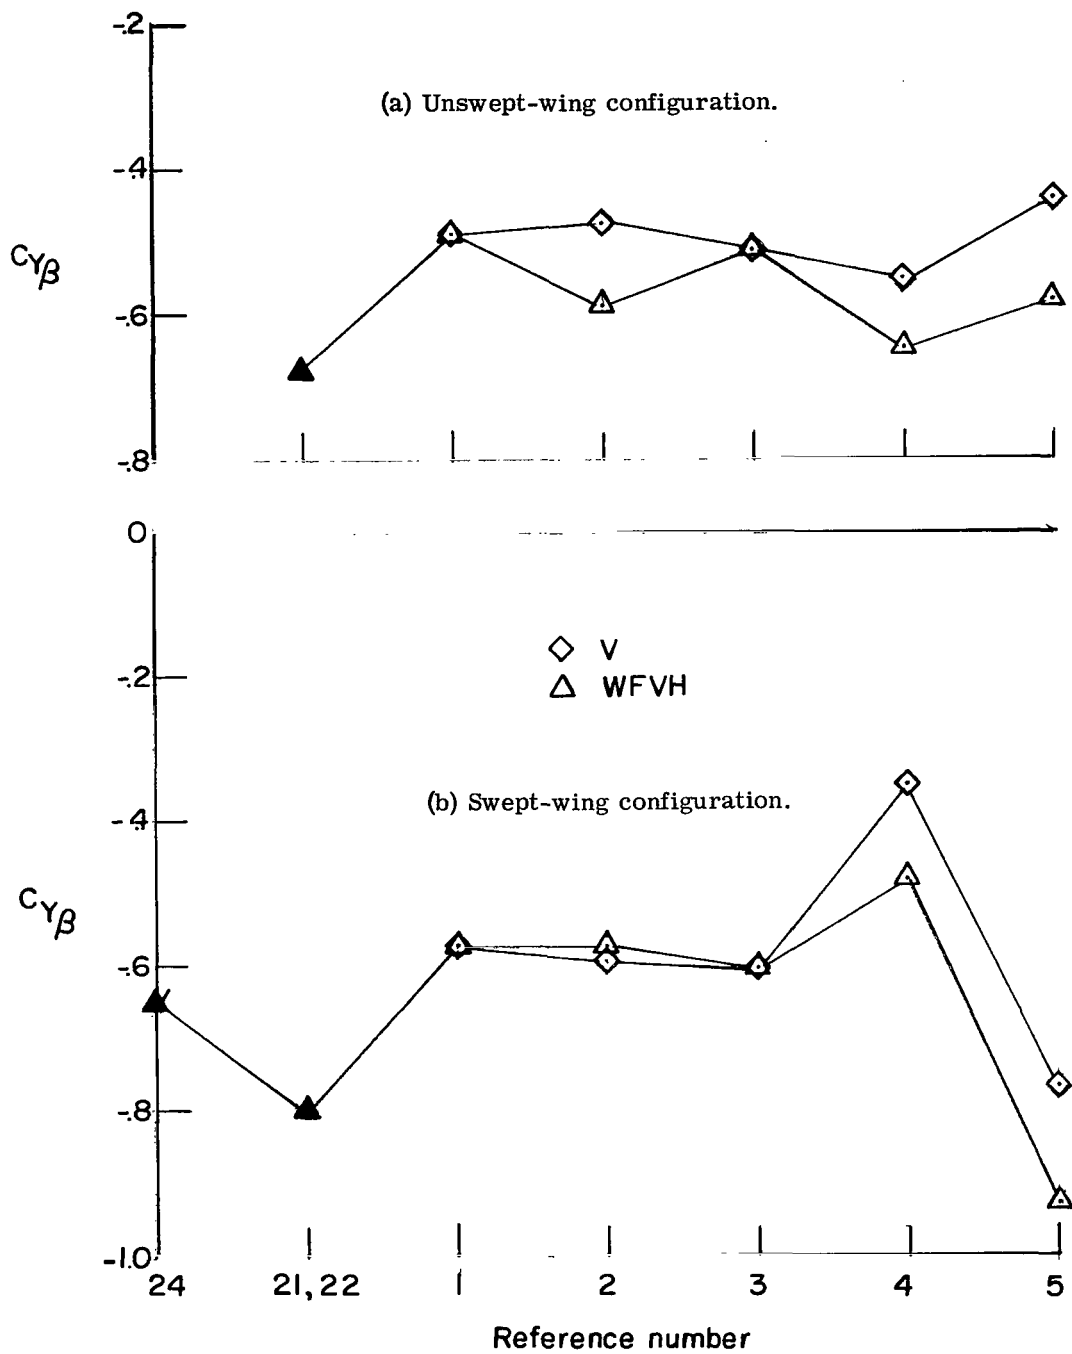 -.2
(a) Unswept-wing configuration.
-.4
CYβ
-.6
-.8
0
V
WFVH
-.2
(b) Swept-wing configuration.
-.4
CYβ
-.6
-.8
-1.0
24 21, 22 1 2 3 4 5
Reference number